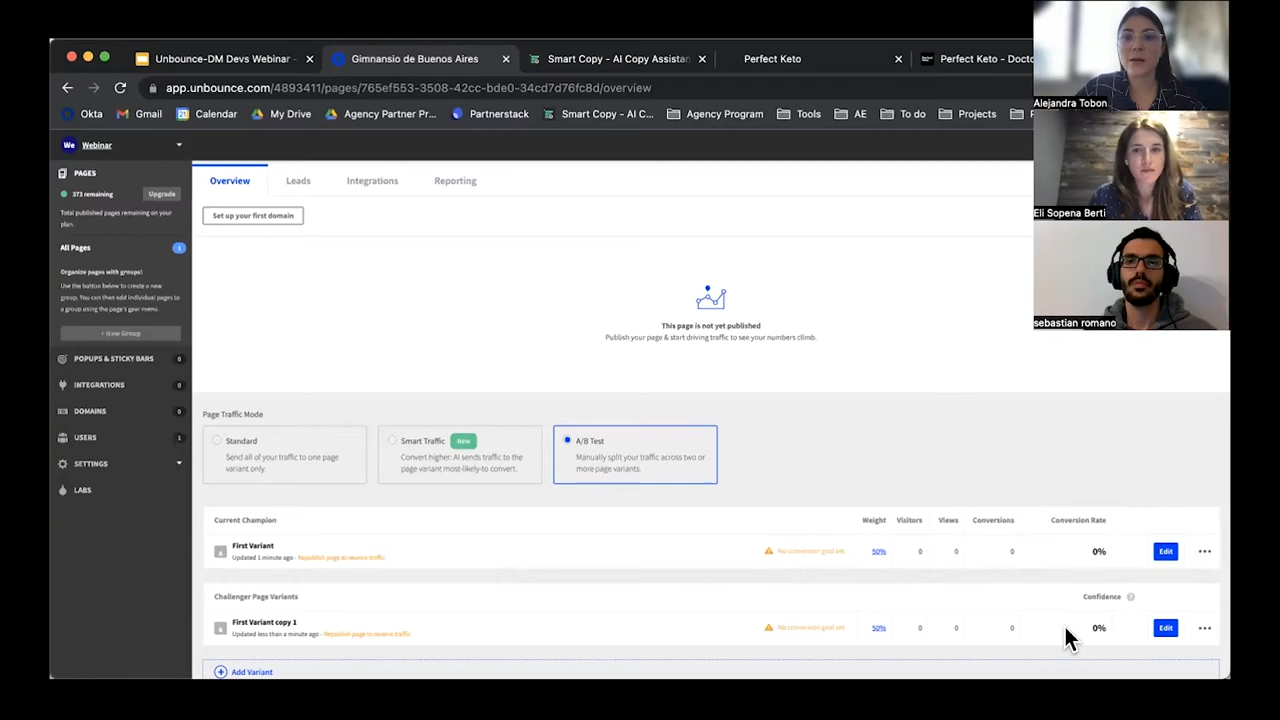 Unbounce-DM Devs Webinar -
Gimnansio de Buenos Aires
Smart Copy - AI Copy Assistan
Perfect Keto
Perfect Keto - Docto
app.unbounce.com/4893411/pages/765ef553-3508-42cc-bde0-34cd7d76fc8d/overview
Okta
Gmail
Calendar
My Drive
Agency Partner Pr...
Partnerstack
Smart Copy - AI C...
Agency Program
Tools
AE
To do
Projects
Alejandra Tobon
Eli Sopena Berti
sebastian romano
We
Webinar
PAGES
373 remaining
Upgrade
Total published pages remaining on your
plan.
All Pages
1
Organize pages with groups!
Use the button below to create a new
group. You can then add individual pages to
a group using the page's gear menu.
+ New Group
POPUPS & STICKY BARS
0
INTEGRATIONS
0
DOMAINS
0
USERS
1
SETTINGS
LABS
Overview
Leads
Integrations
Reporting
Set up your first domain
This page is not yet published
Publish your page & start driving traffic to see your numbers climb.
Page Traffic Mode
Standard
Send all of your traffic to one page
variant only.
Smart Traffic
New
Convert higher: AI sends traffic to the
page variant most-likely-to convert.
A/B Test
Manually split your traffic across two or
more page variants.
Current Champion
Weight
Visitors
Views
Conversions
Conversion Rate
A
First Variant
Updated 1 minute ago - Republish page to receive traffic
No conversion goal set
50%
0
0
0
0%
Edit
Challenger Page Variants
Confidence
?
B
First Variant copy 1
Updated less than a minute ago - Republish page to receive traffic
No conversion goal set
50%
0
0
0
0%
Edit
Add Variant